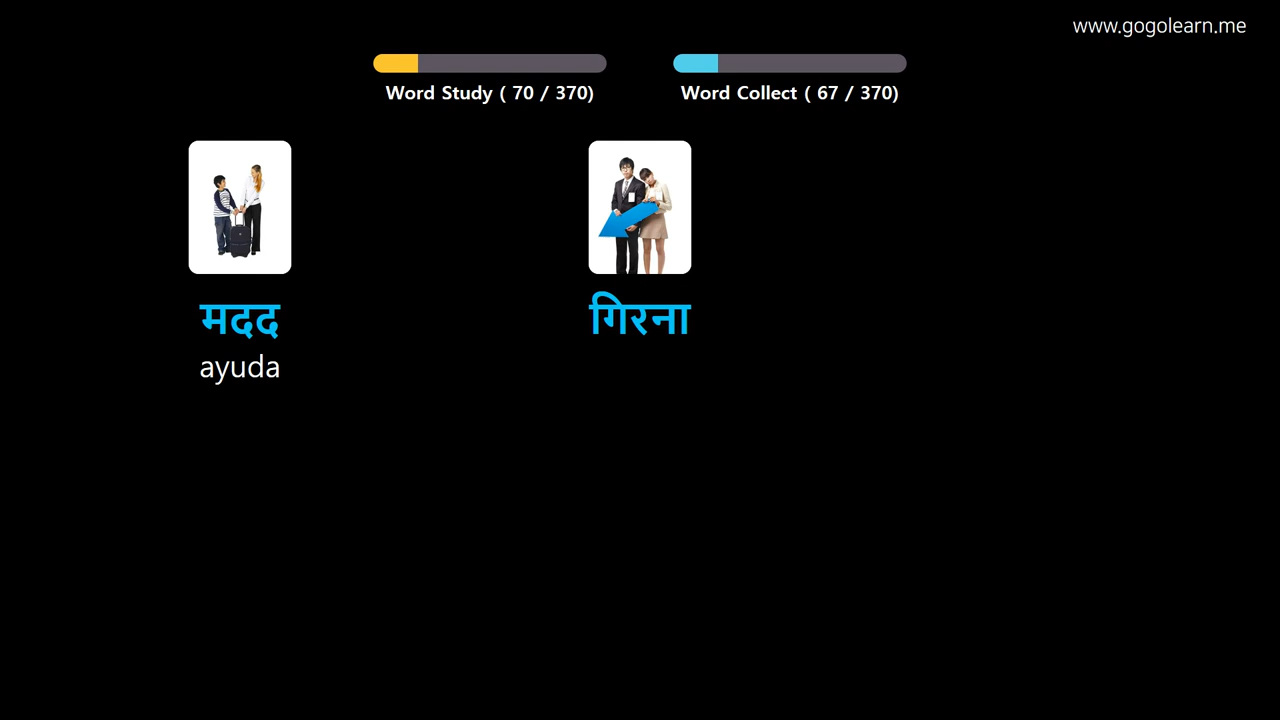 www.gogolearn.me
Word Study ( 70 / 370)
Word Collect ( 67 / 370)
मदद
ayuda
गिरना